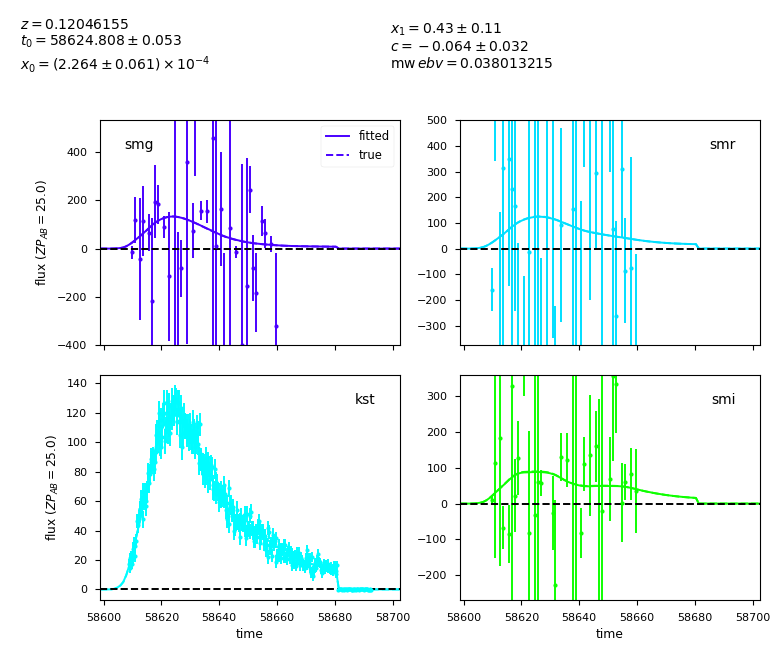 z = 0.12046155
t₀ = 58624.808 ± 0.053
x₀ = (2.264 ± 0.061) × 10⁻⁴
x₁ = 0.43 ± 0.11
c = −0.064 ± 0.032
mw ebv = 0.038013215
smg
fitted
true
400
200
0
−200
−400
flux (ZP_AB = 25.0)
smr
500
400
300
200
100
0
−100
−200
−300
kst
140
120
100
80
60
40
20
0
flux (ZP_AB = 25.0)
58600 58620 58640 58660 58680 58700
time
smi
300
200
100
0
−100
−200
58600 58620 58640 58660 58680 58700
time